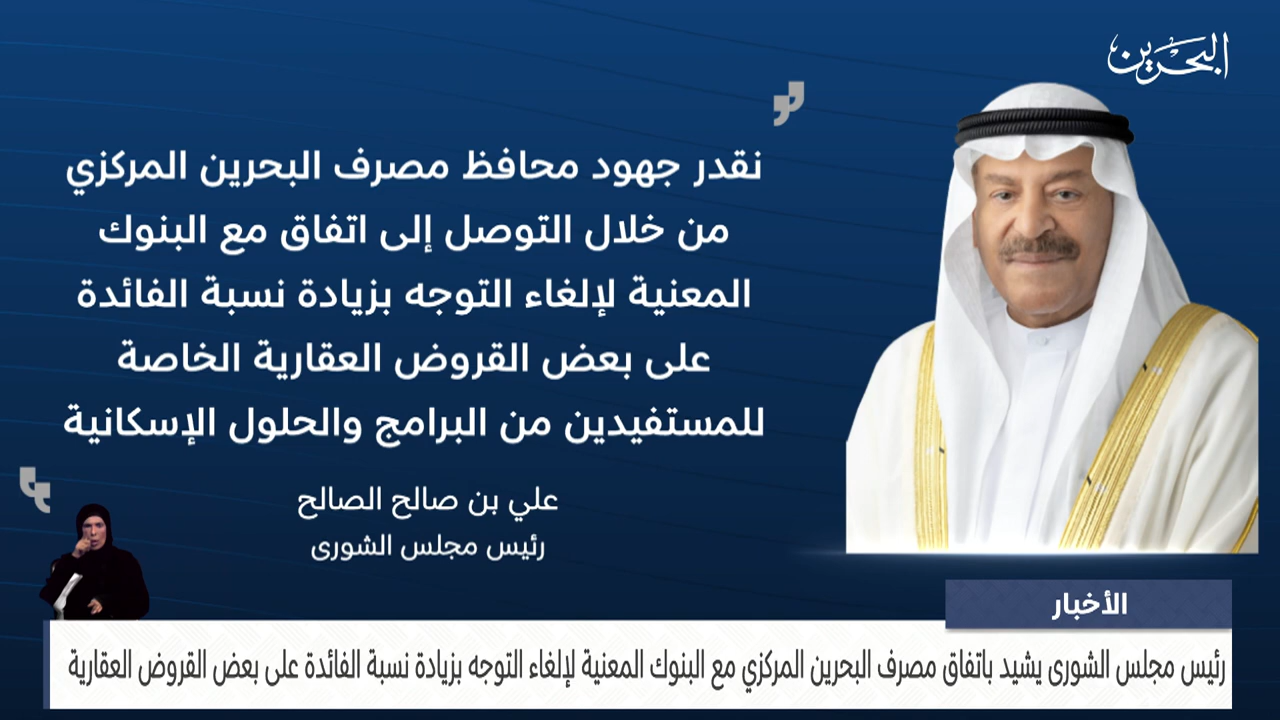 البحرين
نقدر جهود محافظ مصرف البحرين المركزي
من خلال التوصل إلى اتفاق مع البنوك
المعنية لإلغاء التوجه بزيادة نسبة الفائدة
على بعض القروض العقارية الخاصة
للمستفيدين من البرامج والحلول الإسكانية
علي بن صالح الصالح
رئيس مجلس الشورى
الأخبار
رئيس مجلس الشورى يشيد باتفاق مصرف البحرين المركزي مع البنوك المعنية لإلغاء التوجه بزيادة نسبة الفائدة على بعض القروض العقارية